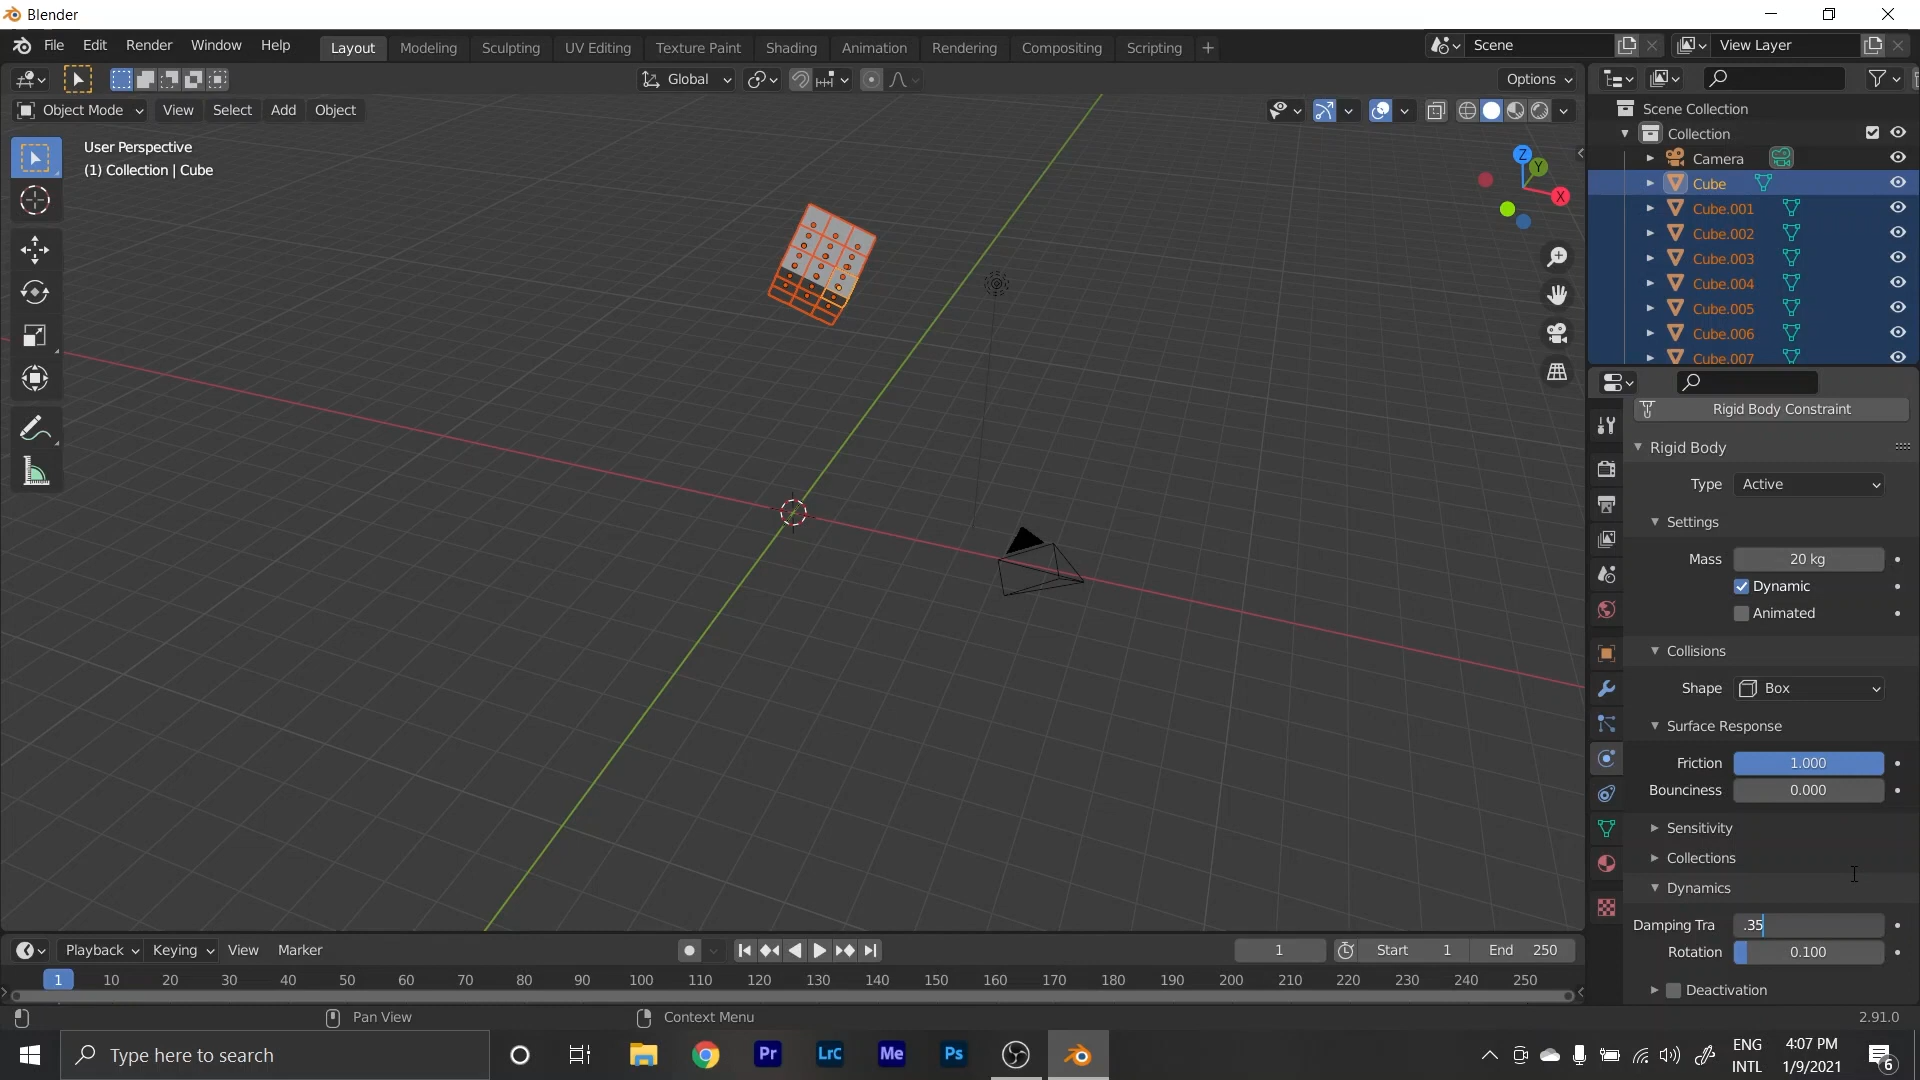 Blender
File Edit Render Window Help Layout Modeling Sculpting UV Editing Texture Paint Shading Animation Rendering Compositing Scripting + Scene View Layer
Global Options
Object Mode View Select Add Object
User Perspective
(1) Collection | Cube
Z
Y
X
Scene Collection
Collection
Camera
Cube
Cube.001
Cube.002
Cube.003
Cube.004
Cube.005
Cube.006
Cube.007
Rigid Body Constraint
Rigid Body
Type Active
Settings
Mass 20 kg
Dynamic
Animated
Collisions
Shape Box
Surface Response
Friction 1.000
Bounciness 0.000
Sensitivity
Collections
Dynamics
Damping Tra .35
Rotation 0.100
Deactivation
Playback Keying View Marker 1 Start 1 End 250
1 10 20 30 40 50 60 70 80 90 100 110 120 130 140 150 160 170 180 190 200 210 220 230 240 250
Pan View Context Menu 2.91.0
Type here to search Pr LrC Me Ps
ENG
INTL
4:07 PM
1/9/2021
6